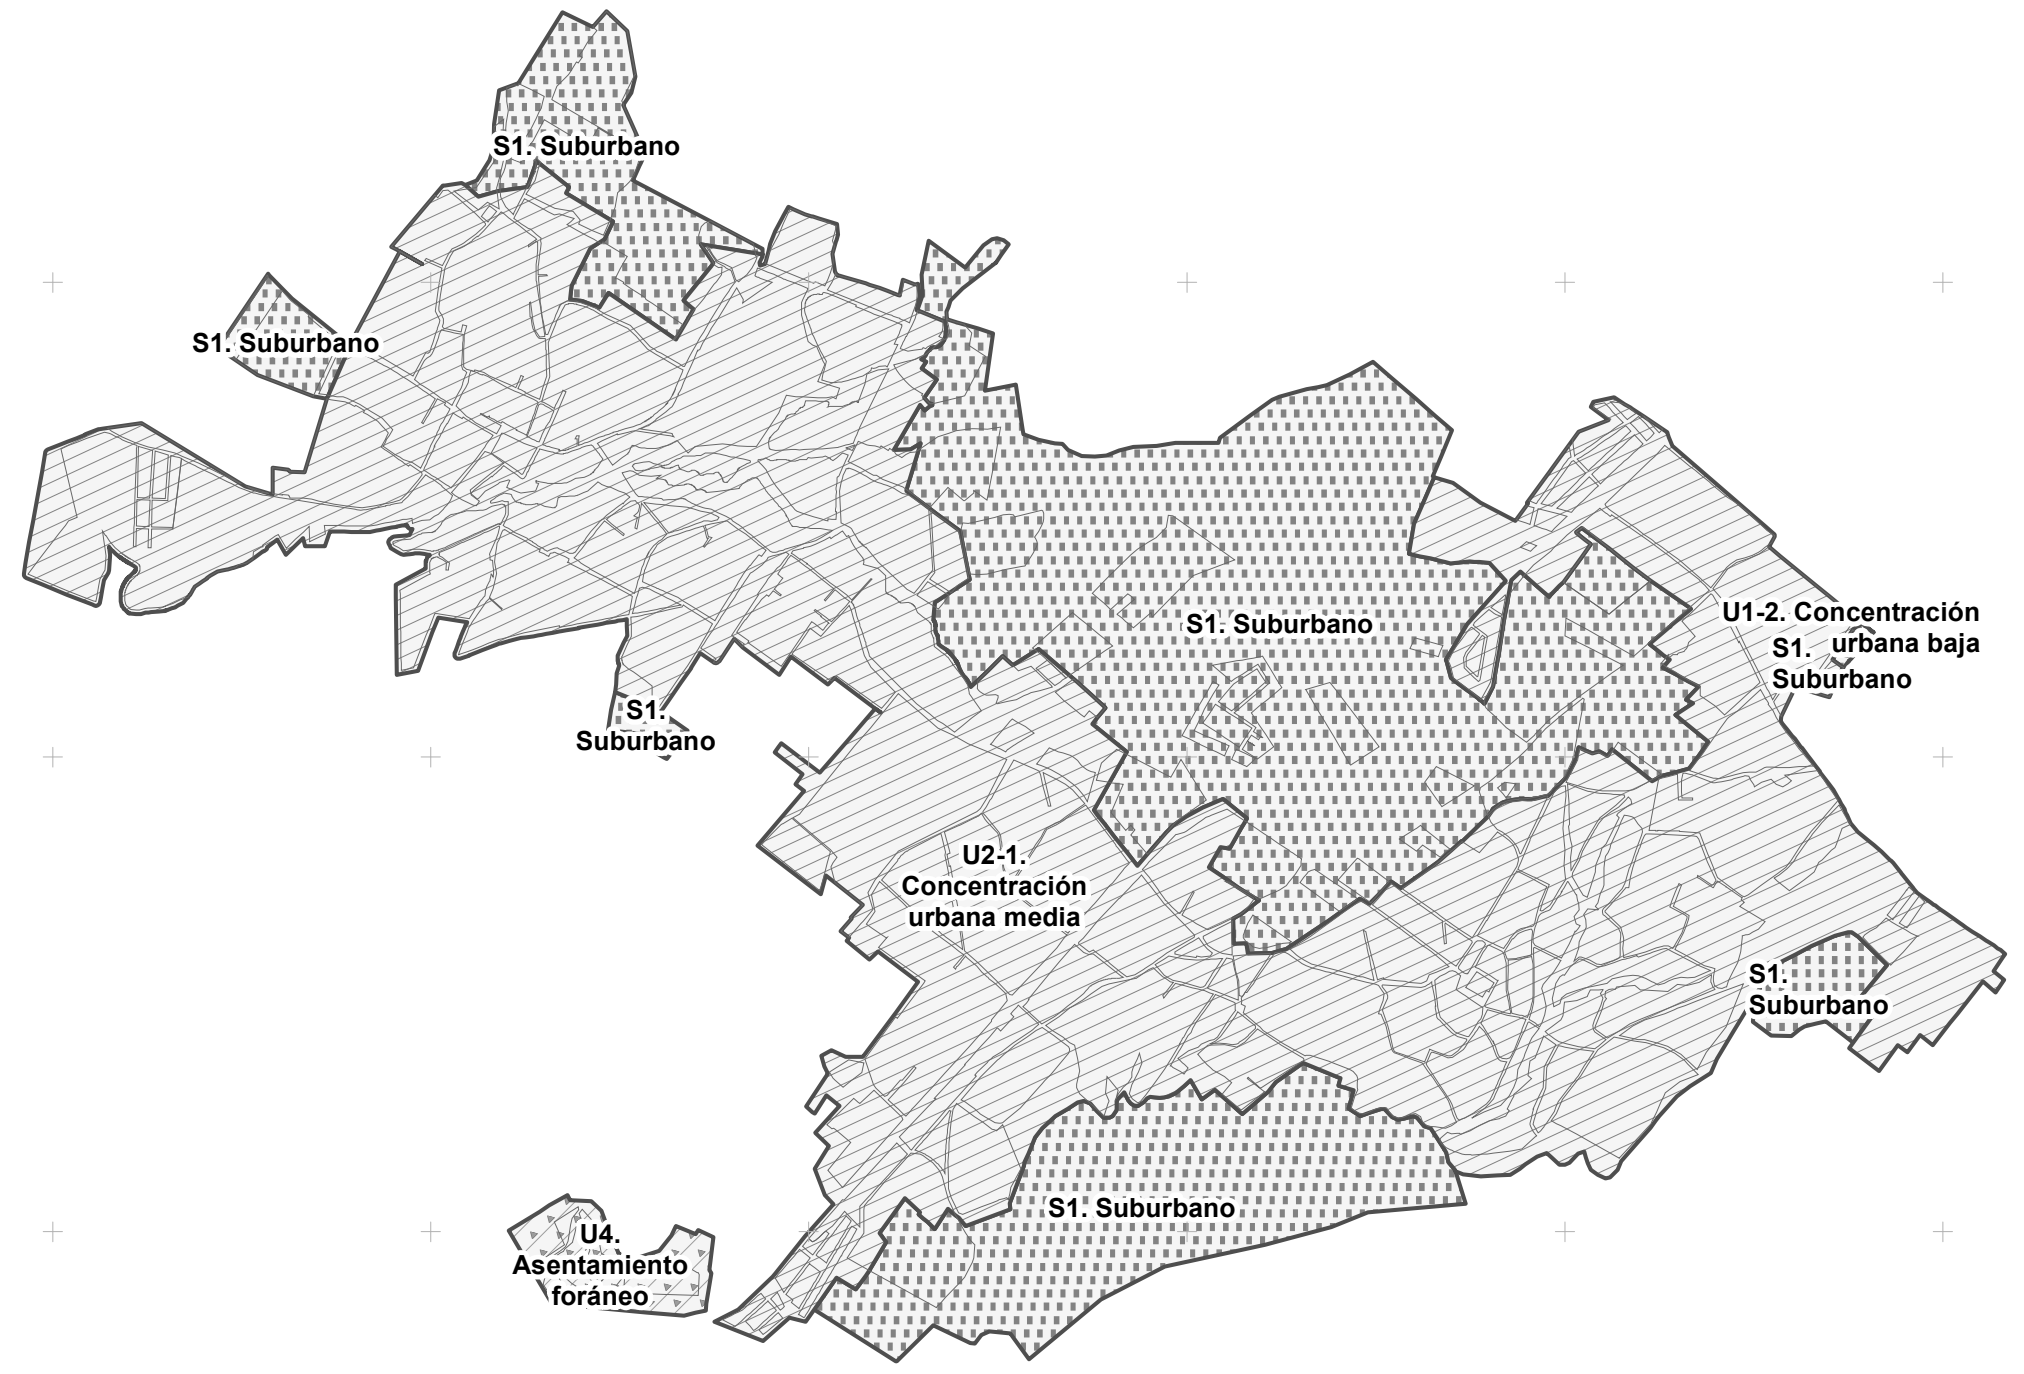 S1. Suburbano
S1. Suburbano
S1. Suburbano
U1-2. Concentración
urbana baja
S1.
Suburbano
S1.
Suburbano
U2-1.
Concentración
urbana media
S1.
Suburbano
S1. Suburbano
U4.
Asentamiento
foráneo